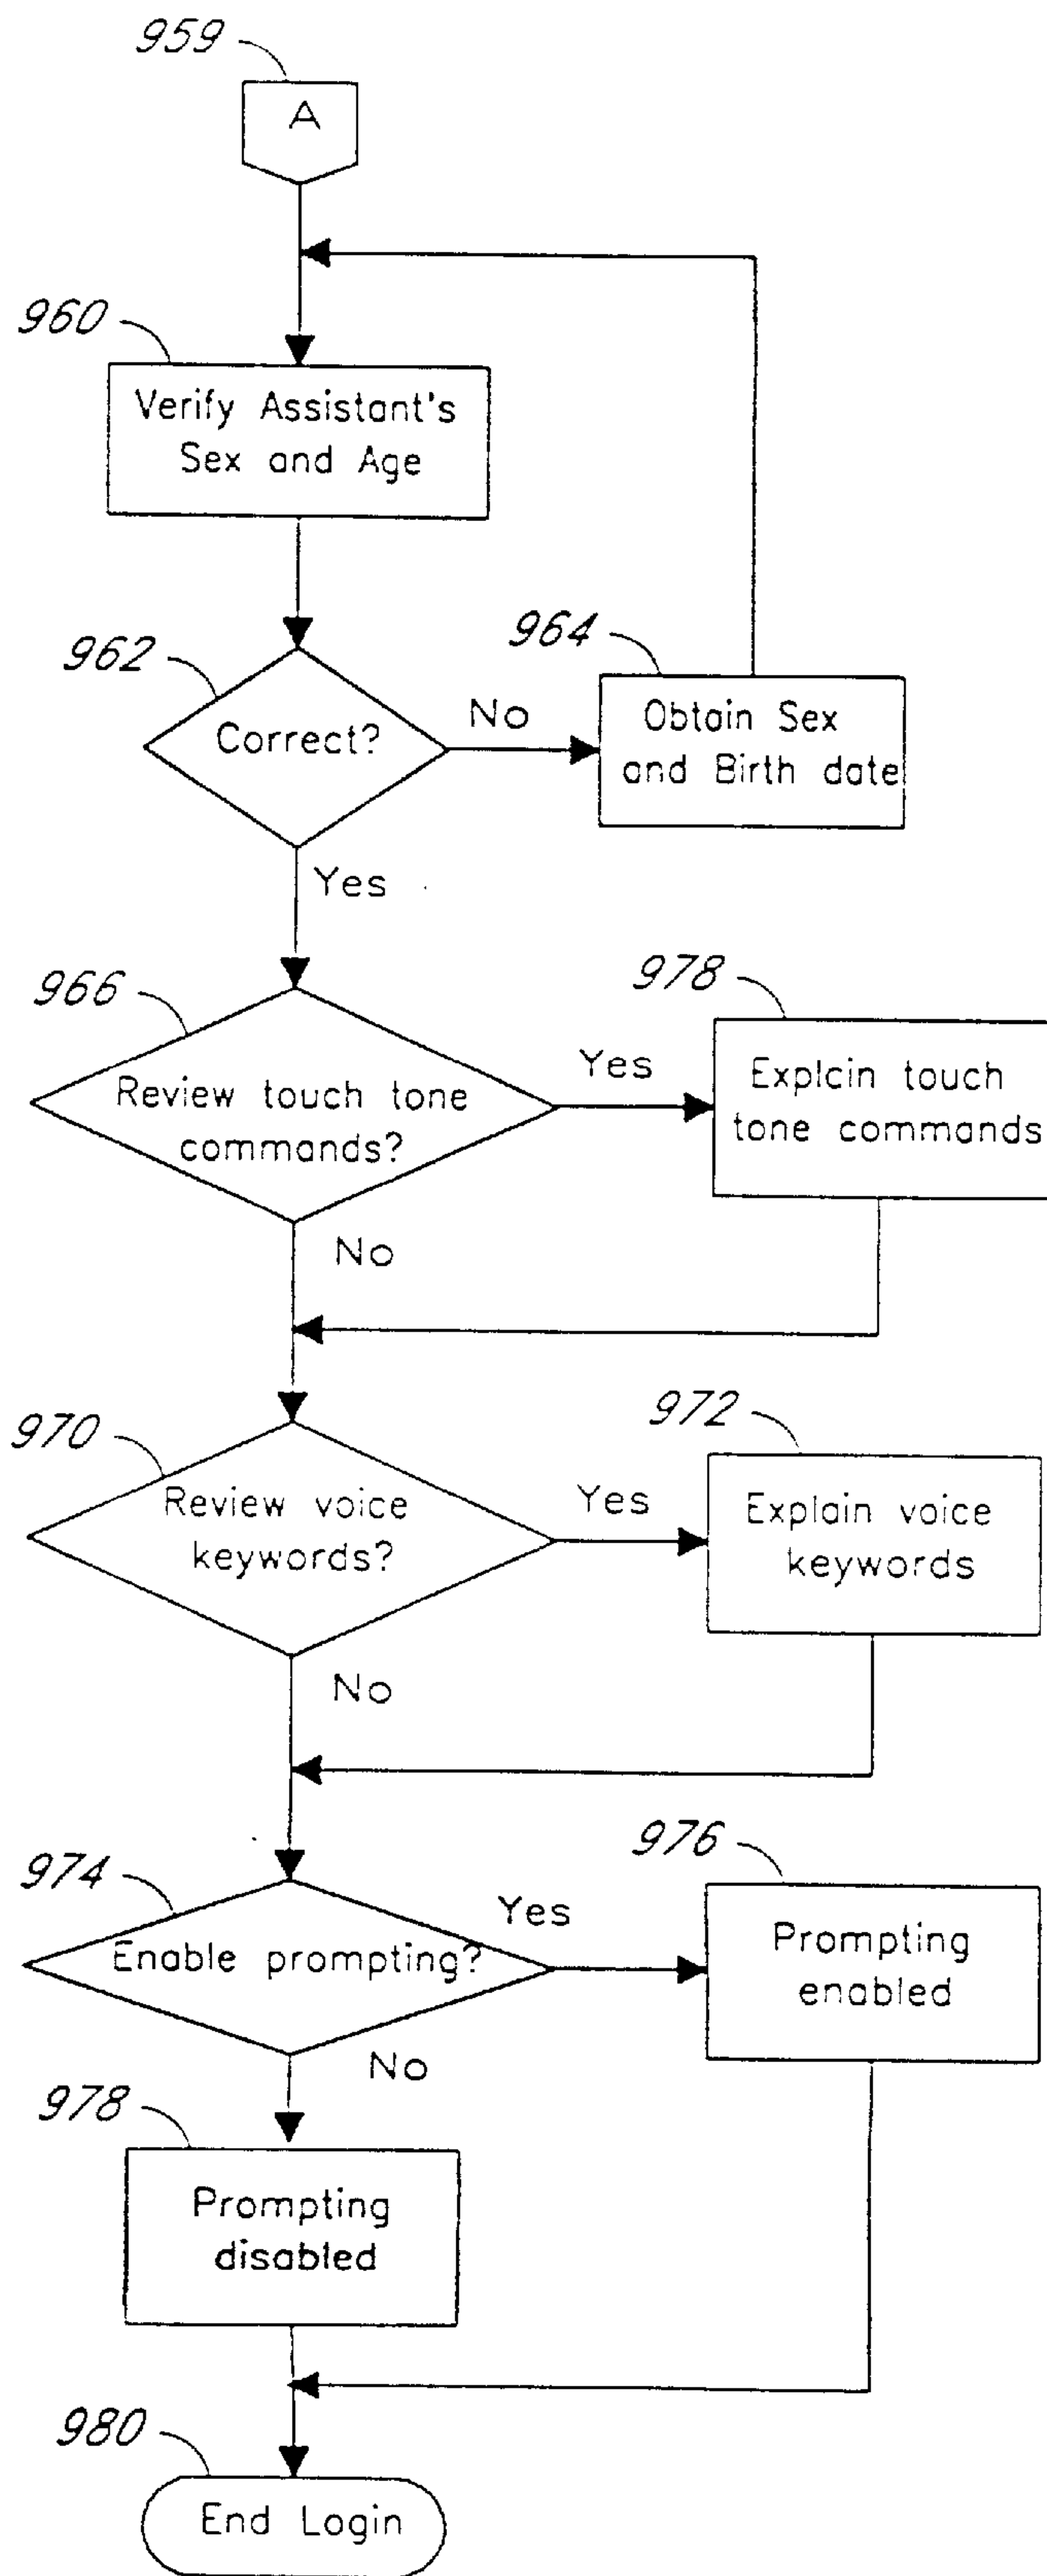 959
A
960
Verify Assistant's
Sex and Age
962
Correct?
No
964
Obtain Sex
and Birth date
Yes
966
Review touch tone
commands?
Yes
978
Explcin touch
tone commands
No
970
Review voice
keywords?
Yes
972
Explain voice
keywords
No
974
Enable prompting?
Yes
976
Prompting
enabled
No
978
Prompting
disabled
980
End Login